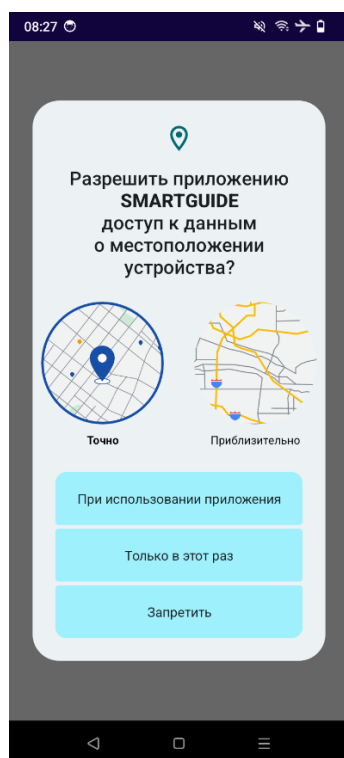 08:27
Разрешить приложению
SMARTGUIDE
доступ к данным
о местоположении
устройства?
Точно
Приблизительно
При использовании приложения
Только в этот раз
Запретить